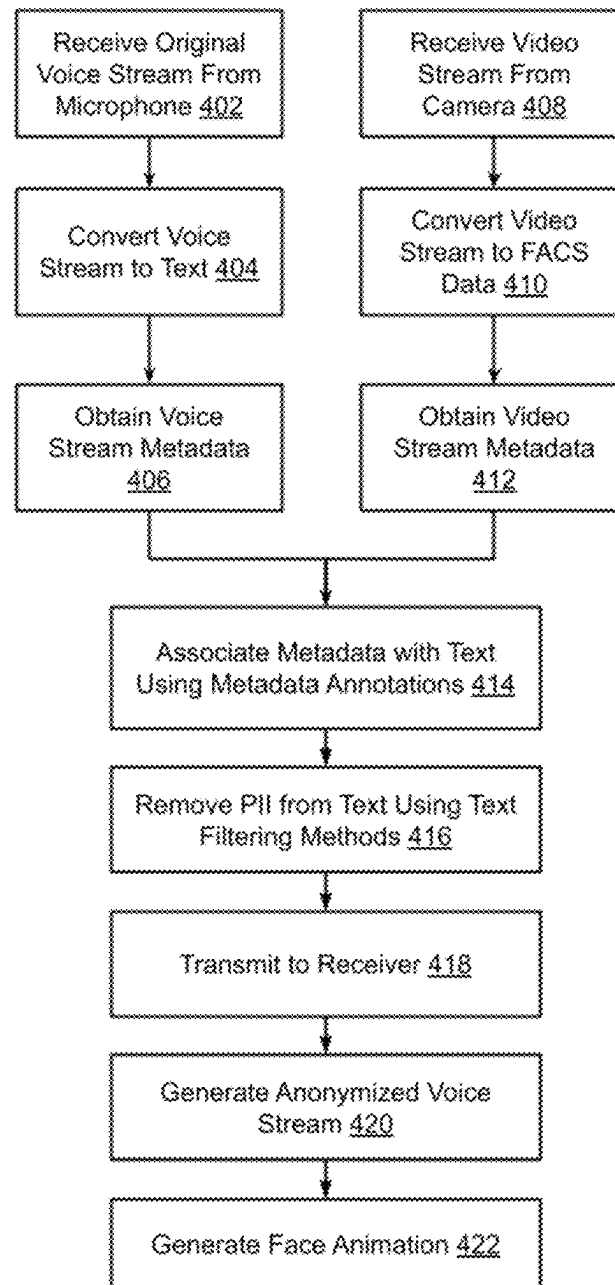 Receive Original
Voice Stream From
Microphone 402
Convert Voice
Stream to Text 404
Obtain Voice
Stream Metadata
406
Receive Video
Stream From
Camera 408
Convert Video
Stream to FACS
Data 410
Obtain Video
Stream Metadata
412
Associate Metadata with Text
Using Metadata Annotations 414
Remove PII from Text Using Text
Filtering Methods 416
Transmit to Receiver 418
Generate Anonymized Voice
Stream 420
Generate Face Animation 422